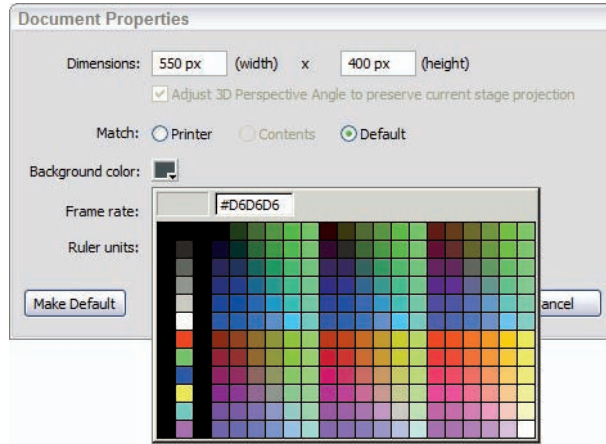 Document Properties
Dimensions: 550 px (width) x 400 px (height)
Adjust 3D Perspective Angle to preserve current stage projection
Match: Printer Contents Default
Background color:
#D6D6D6
Frame rate:
Ruler units:
Make Default ancel